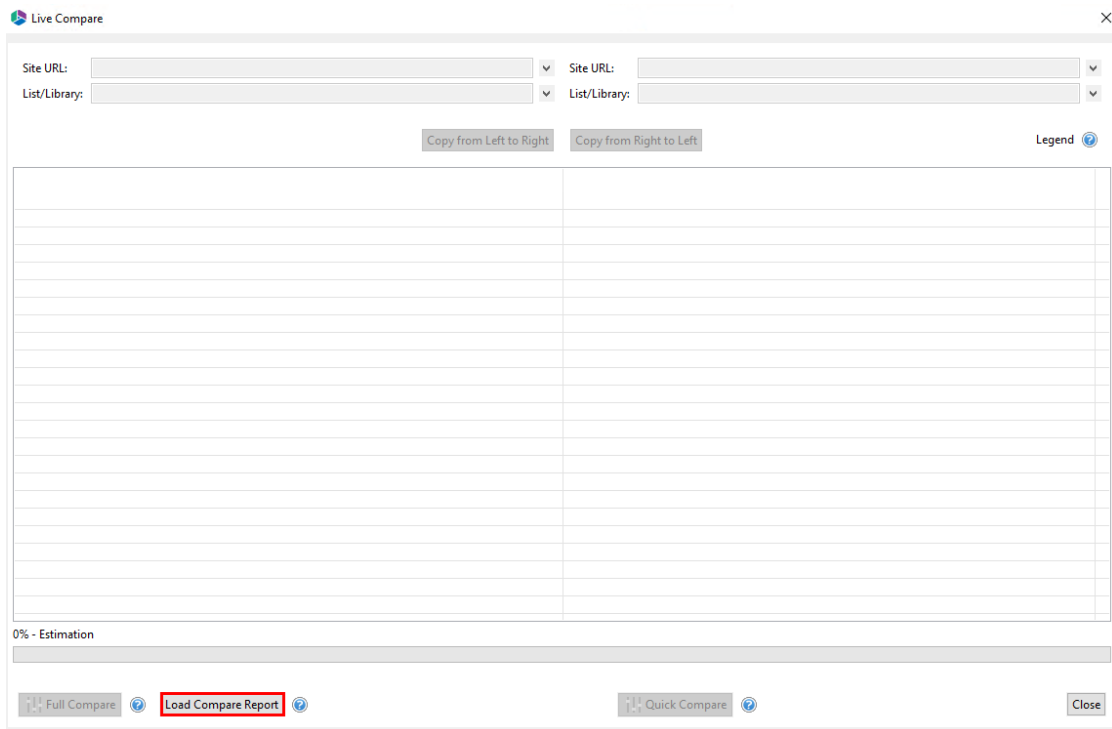 Live Compare
Site URL: Site URL:
List/Library: List/Library:
Copy from Left to Right Copy from Right to Left Legend
0% - Estimation
Full Compare Load Compare Report Quick Compare Close